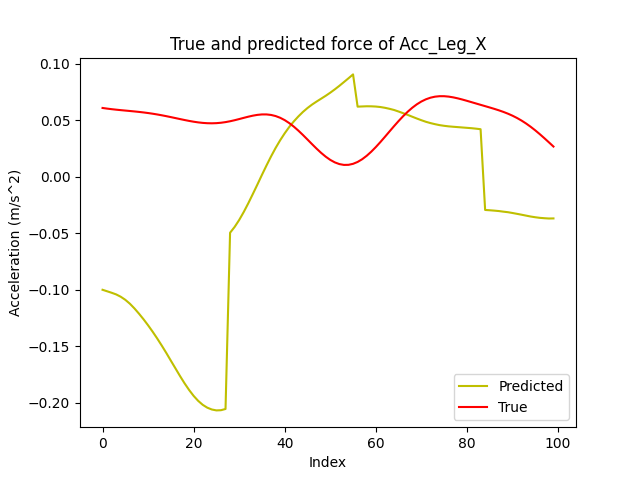 True and predicted force of Acc_Leg_X
0.10
0.05
0.00
−0.05
−0.10
−0.15
−0.20
Acceleration (m/s^2)
Predicted
True
0 20 40 60 80 100
Index